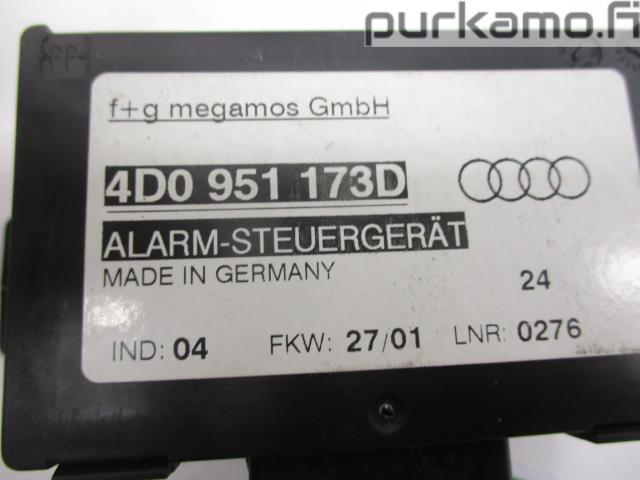 purkamo.fi
PP
f+g megamos GmbH
4D0 951 173D
ALARM-STEUERGERÄT
MADE IN GERMANY
24
IND: 04 FKW: 27/01 LNR: 0276